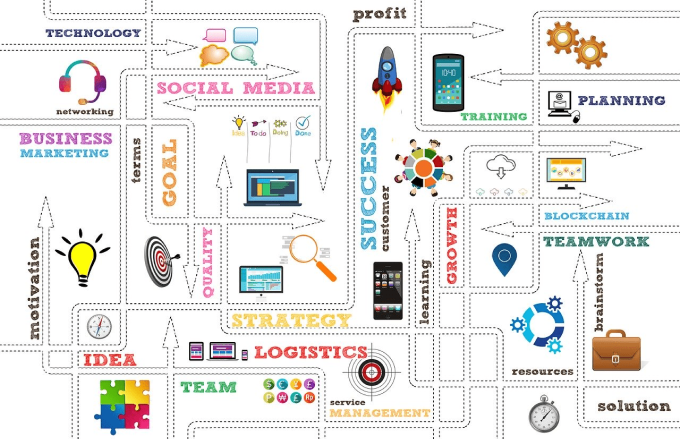 profit
TECHNOLOGY
SOCIAL MEDIA
networking
PLANNING
TRAINING
Idea To do Doing Done
BUSINESS
MARKETING
terms
GOAL
SUCCESS
customer
BLOCKCHAIN
GROWTH
QUALITY
TEAMWORK
motivation
learning
brainstorm
STRATEGY
IDEA
LOGISTICS
resources
TEAM
service
MANAGEMENT
solution